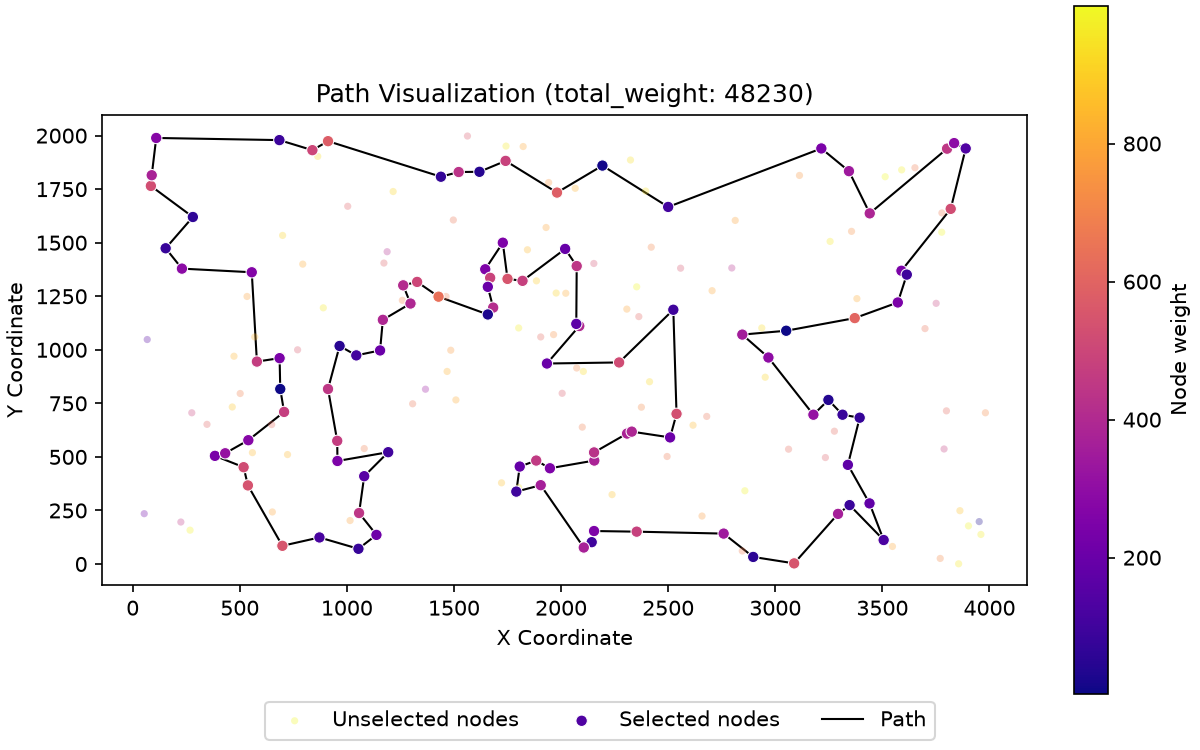 Path Visualization (total_weight: 48230)
2000
1750
1500
1250
1000
750
500
250
0
Y Coordinate
0 500 1000 1500 2000 2500 3000 3500 4000
X Coordinate
800
600
400
200
Node weight
Unselected nodes Selected nodes Path